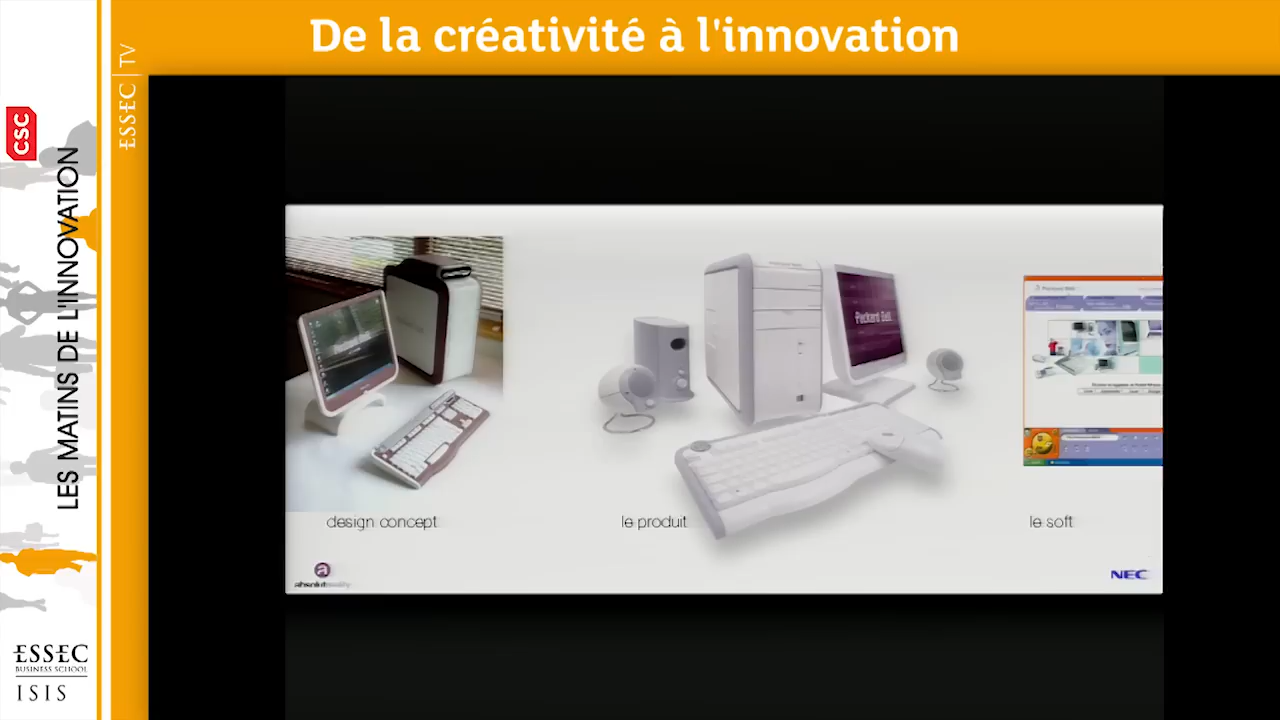 De la créativité à l'innovation
ESSEC | TV
CSC
LES MATINS DE L'INNOVATION
Packard Bell
design concept
le produit
le soft
absolutreality
NEC
ESSEC
BUSINESS SCHOOL
ISIS